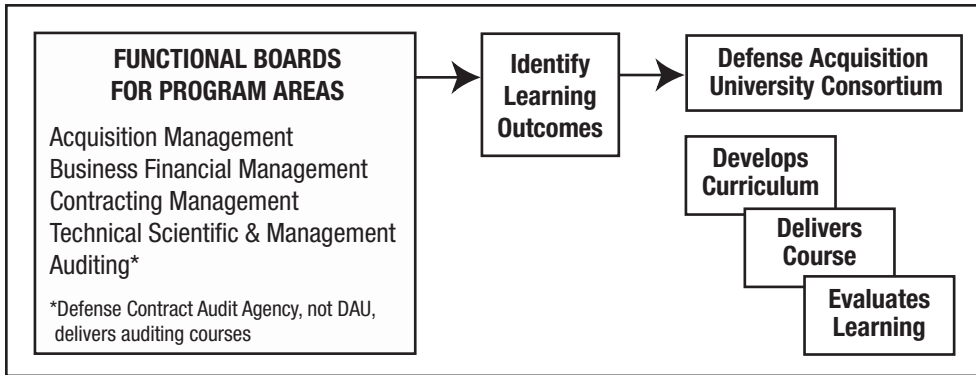 FUNCTIONAL BOARDS
FOR PROGRAM AREAS
Acquisition Management
Business Financial Management
Contracting Management
Technical Scientific & Management
Auditing*
*Defense Contract Audit Agency, not DAU,
delivers auditing courses
Identify
Learning
Outcomes
Defense Acquisition
University Consortium
Develops
Curriculum
Delivers
Course
Evaluates
Learning